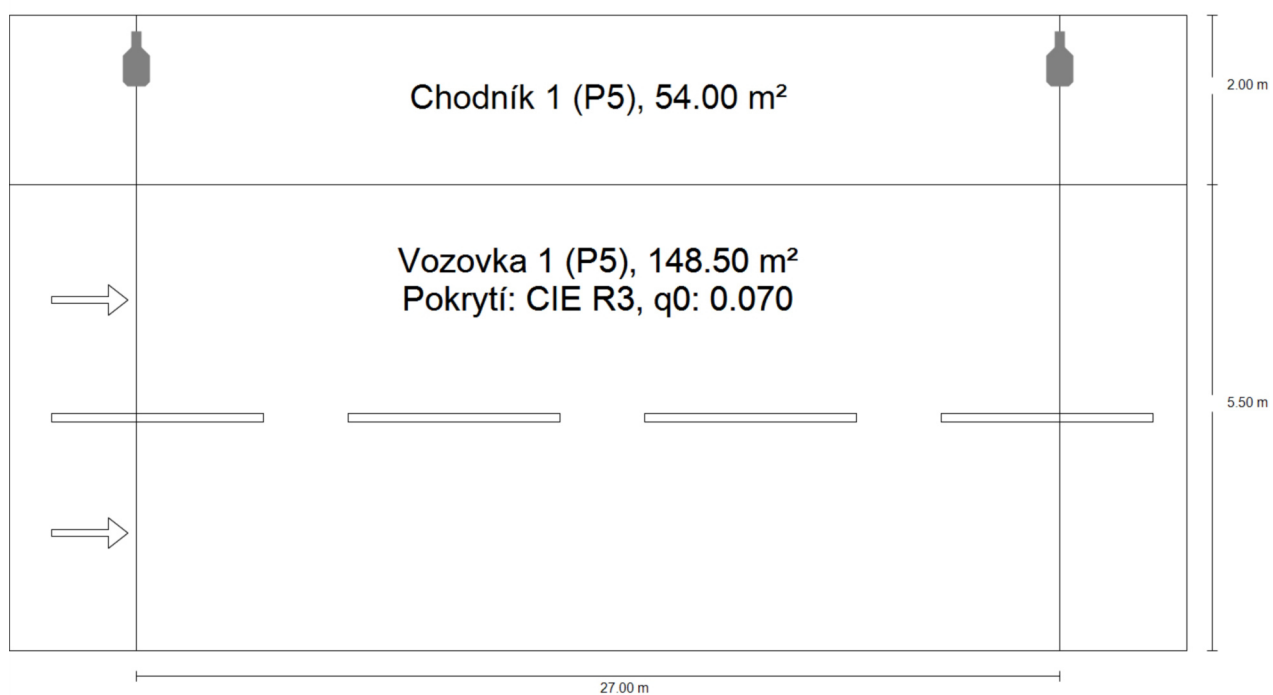 Chodník 1 (P5), 54.00 m²
2.00 m
Vozovka 1 (P5), 148.50 m²
Pokrytí: CIE R3, q0: 0.070
5.50 m
27.00 m